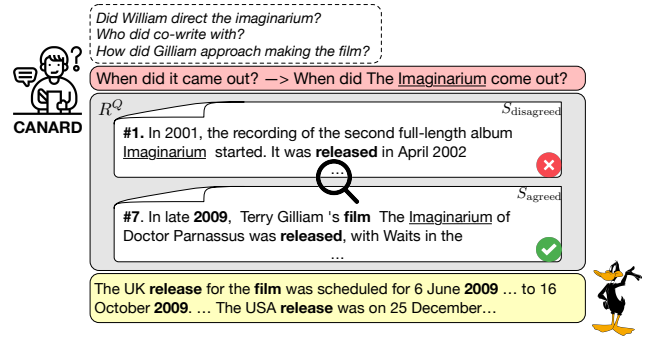 Did William direct the imaginarium?
Who did co-write with?
How did Gilliam approach making the film?
When did it came out? —> When did The Imaginarium come out?
CANARD
R^Q
S_disagreed
#1. In 2001, the recording of the second full-length album
Imaginarium started. It was released in April 2002
...
S_agreed
#7. In late 2009, Terry Gilliam 's film The Imaginarium of
Doctor Parnassus was released, with Waits in the
...
The UK release for the film was scheduled for 6 June 2009 ... to 16
October 2009. ... The USA release was on 25 December...